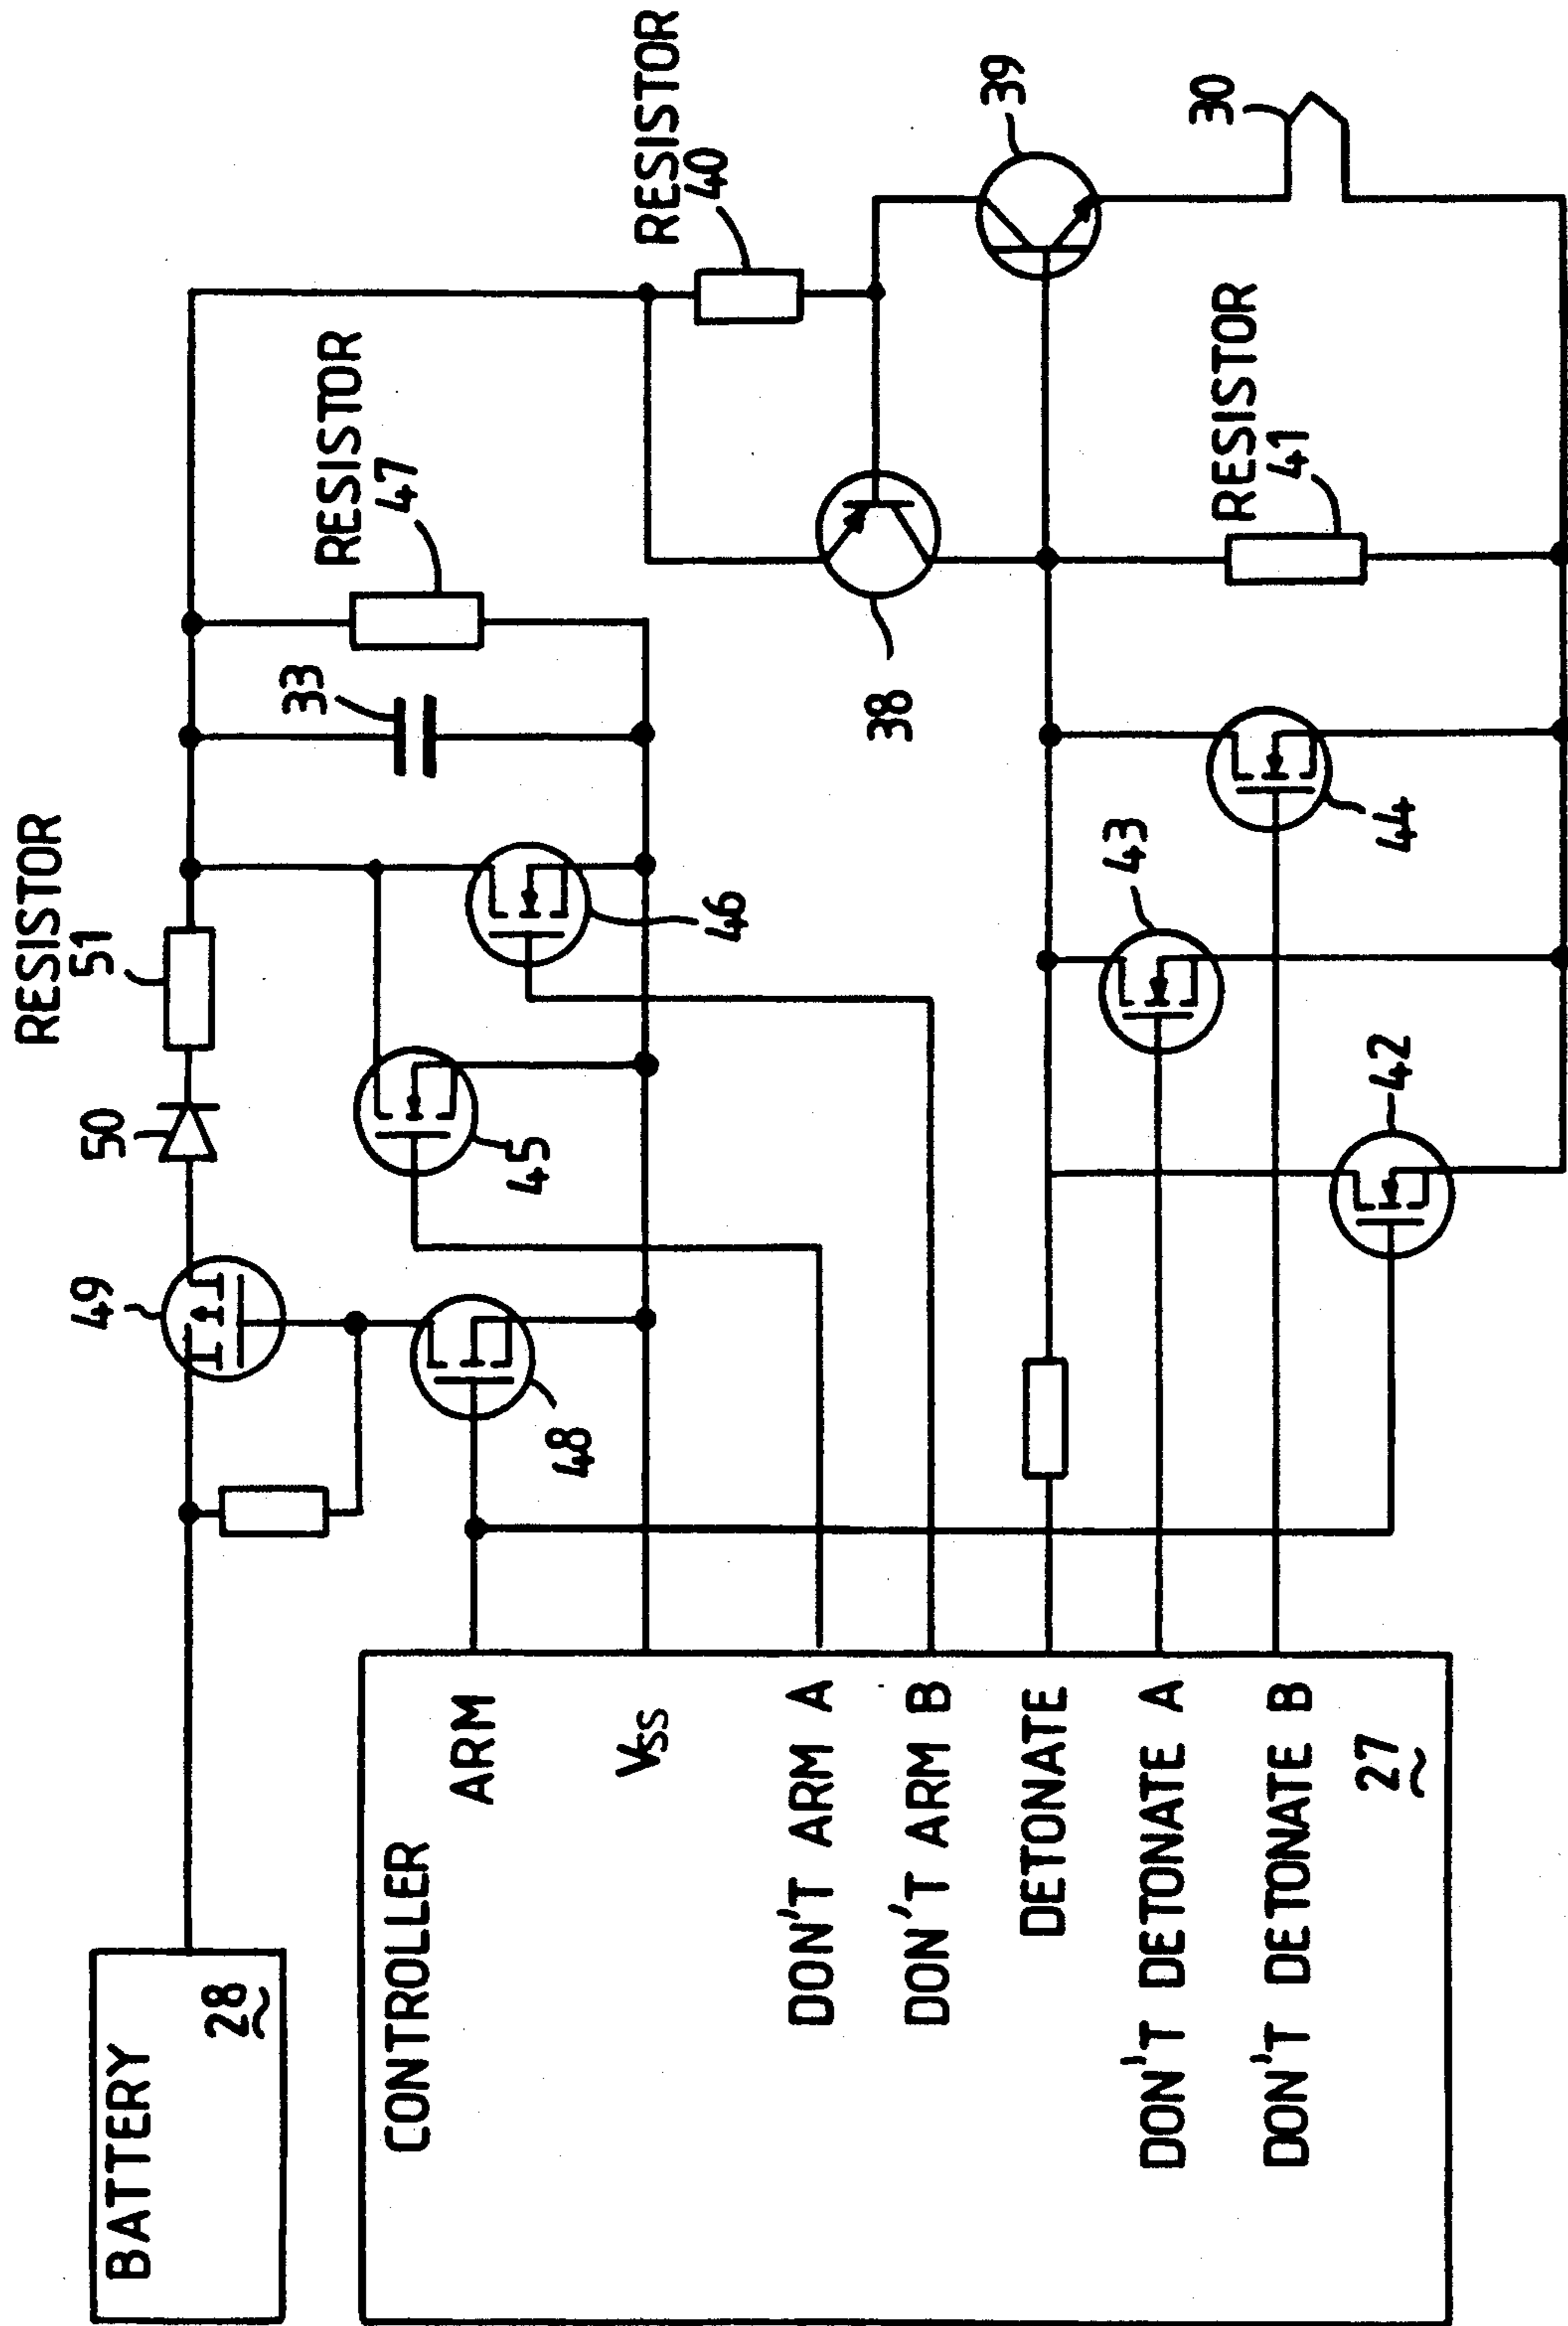 BATTERY
28
CONTROLLER
ARM
VSS
DON'T ARM A
DON'T ARM B
DETONATE
DON'T DETONATE A
DON'T DETONATE B
27
49
50
RESISTOR
51
48
45
46
33
RESISTOR
47
RESISTOR
40
38
39
30
42
43
44
RESISTOR
41